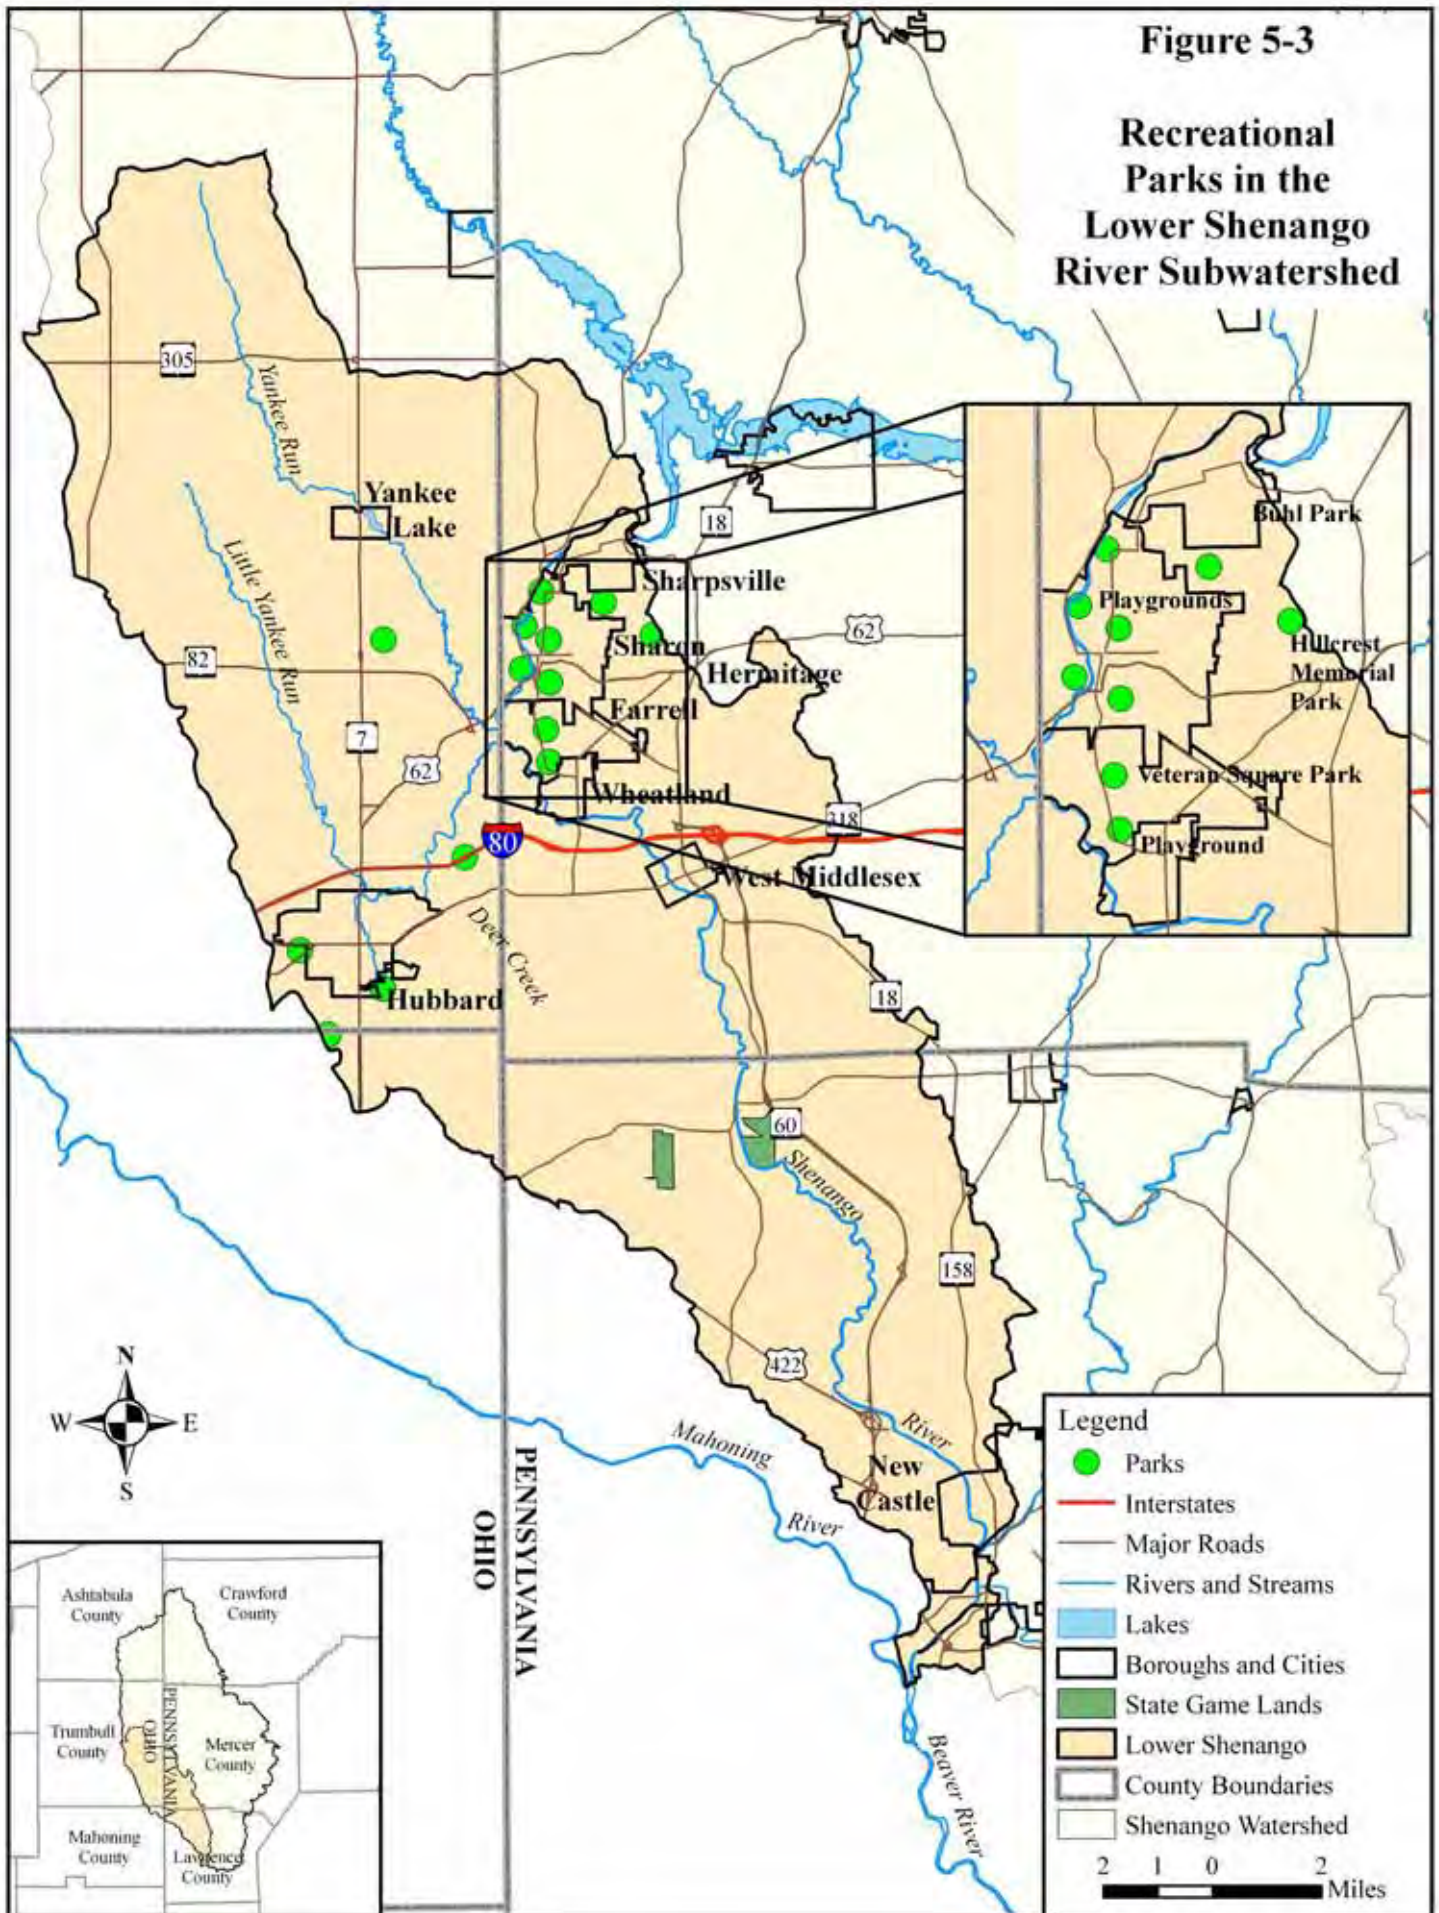 Figure 5-3
Recreational
Parks in the
Lower Shenango
River Subwatershed
305
Yankee Run
Yankee
Lake
Little Yankee Run
18
Sharpsville
62
Sharon
82
Hermitage
Farrell
7
62
Wheatland
318
80
West Middlesex
Deer Creek
Hubbard
18
Buhl Park
Playgrounds
Hillcrest
Memorial
Park
Veteran Square Park
Playground
60
Shenango
158
422
River
New
Castle
Mahoning
River
Beaver River
PENNSYLVANIA
OHIO
N
W
E
S
Ashtabula
County
Crawford
County
Trumbull
County
PENNSYLVANIA
OHIO
Mercer
County
Mahoning
County
Lawrence
County
Legend
Parks
Interstates
Major Roads
Rivers and Streams
Lakes
Boroughs and Cities
State Game Lands
Lower Shenango
County Boundaries
Shenango Watershed
2 1 0 2
Miles